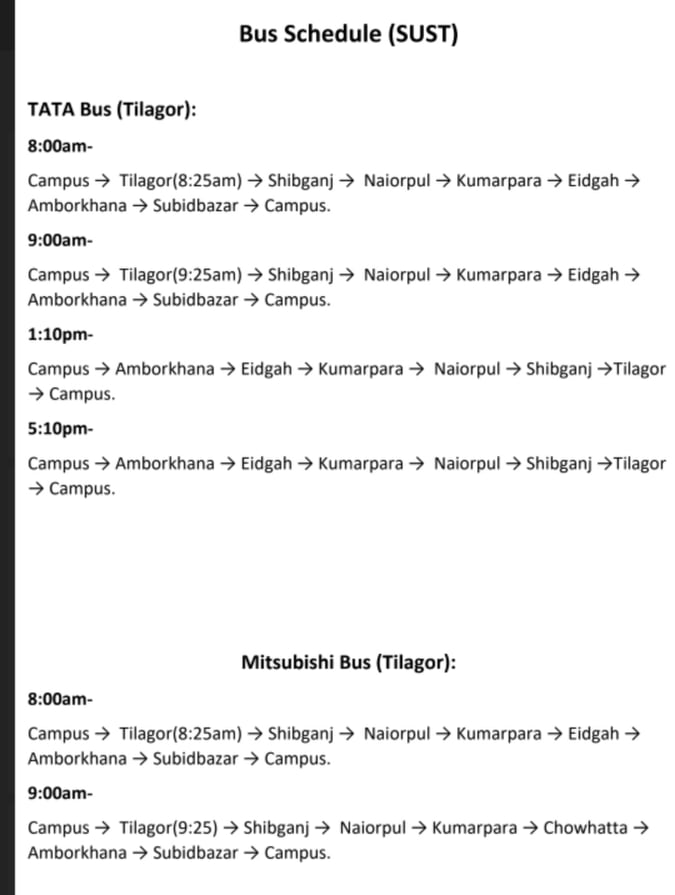 Bus Schedule (SUST)
TATA Bus (Tilagor):
8:00am-
Campus → Tilagor(8:25am) → Shibganj → Naiorpul → Kumarpara → Eidgah →
Amborkhana → Subidbazar → Campus.
9:00am-
Campus → Tilagor(9:25am) → Shibganj → Naiorpul → Kumarpara → Eidgah →
Amborkhana → Subidbazar → Campus.
1:10pm-
Campus → Amborkhana → Eidgah → Kumarpara → Naiorpul → Shibganj →Tilagor
→ Campus.
5:10pm-
Campus → Amborkhana → Eidgah → Kumarpara → Naiorpul → Shibganj →Tilagor
→ Campus.
Mitsubishi Bus (Tilagor):
8:00am-
Campus → Tilagor(8:25am) → Shibganj → Naiorpul → Kumarpara → Eidgah →
Amborkhana → Subidbazar → Campus.
9:00am-
Campus → Tilagor(9:25) → Shibganj → Naiorpul → Kumarpara → Chowhatta →
Amborkhana → Subidbazar → Campus.